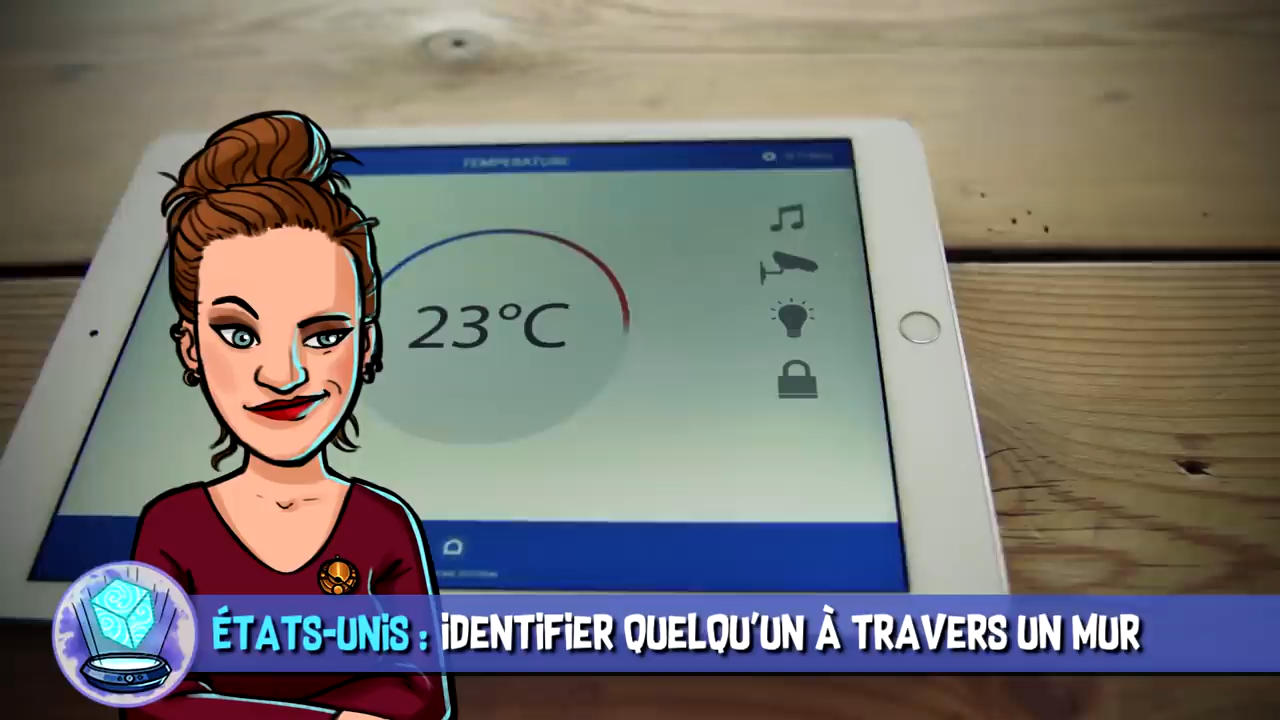 TEMPERATURE
23°C
ÉTATS-UNIS : IDENTIFIER QUELQU'UN À TRAVERS UN MUR